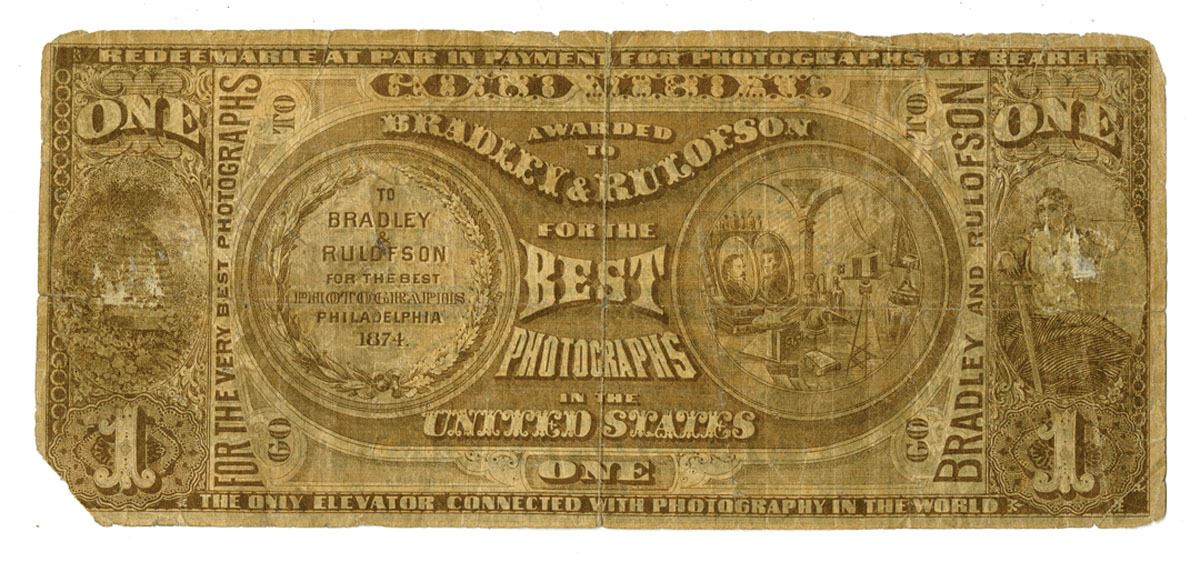 REDEEMABLE AT PAR IN PAYMENT FOR PHOTOGRAPHS OF BEARER
GOLD MEDAL
ONE
ONE
GO TO
FOR THE VERY BEST PHOTOGRAPHS
GO TO
BRADLEY AND RULOFSON
AWARDED
TO
BRADLEY & RULOFSON
FOR THE
BEST
PHOTOGRAPHS
IN THE
UNITED STATES
TO
BRADLEY
&
RULOFSON
FOR THE BEST
PHOTOGRAPHS
PHILADELPHIA
1874.
1
ONE
1
THE ONLY ELEVATOR CONNECTED WITH PHOTOGRAPHY IN THE WORLD